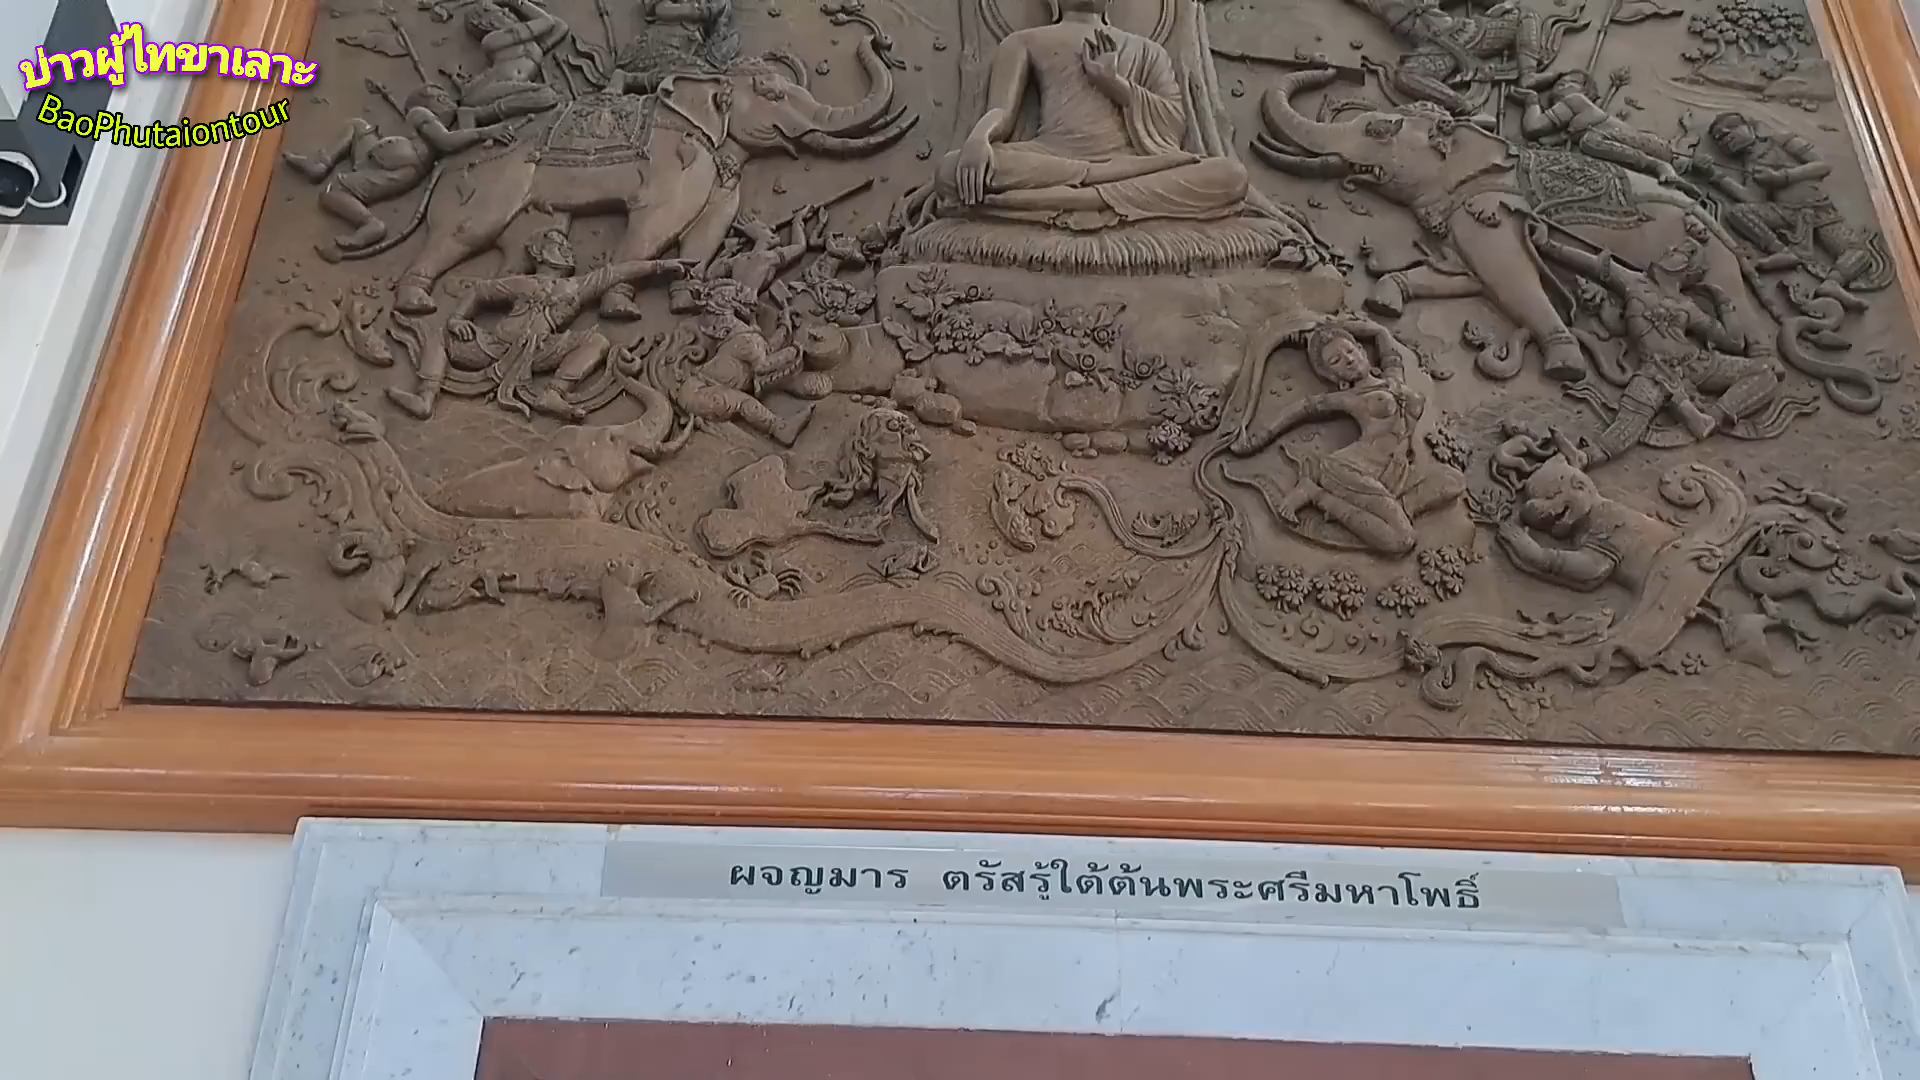 บ่าวผู้ไทขาเลาะ
BaoPhutaiontour
ผจญมาร ตรัสรู้ใต้ต้นพระศรีมหาโพธิ์